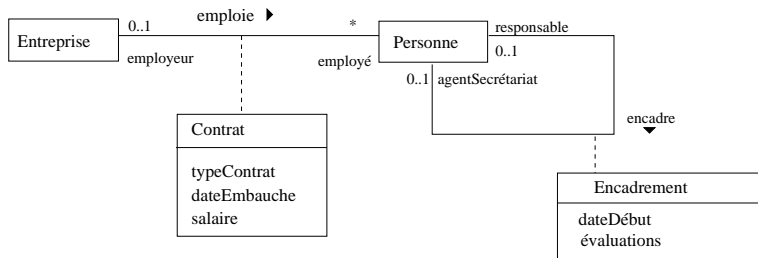 emploie
0..1
*
Entreprise
Personne
responsable
0..1
employeur
employé
0..1
agentSecrétariat
encadre
Contrat
typeContrat
dateEmbauche
salaire
Encadrement
dateDébut
évaluations